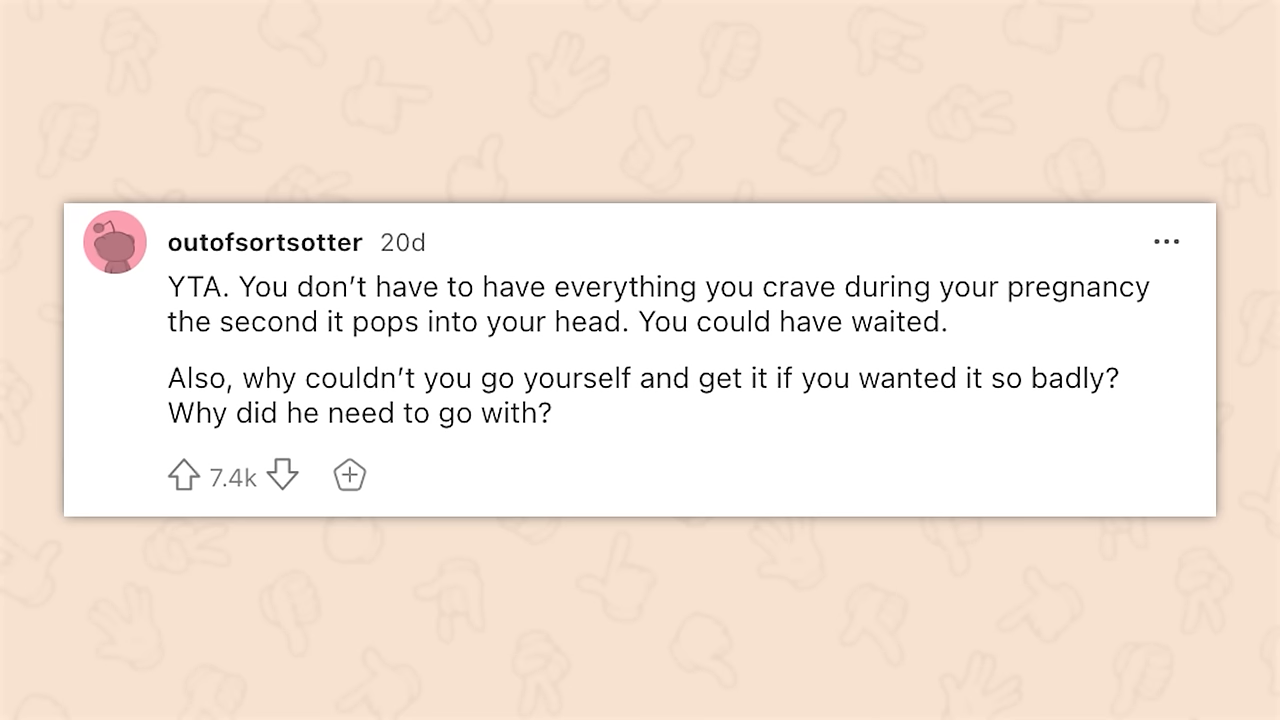 outofsortsotter 20d
YTA. You don’t have to have everything you crave during your pregnancy
the second it pops into your head. You could have waited.
Also, why couldn’t you go yourself and get it if you wanted it so badly?
Why did he need to go with?
7.4k